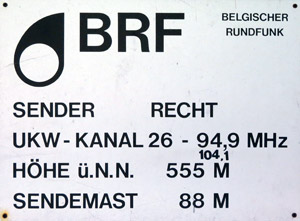 BRF
BELGISCHER
RUNDFUNK
SENDER RECHT
UKW-KANAL 26 - 94,9 MHz
104,1
HÖHE ü.N.N. 555 M
SENDEMAST 88 M